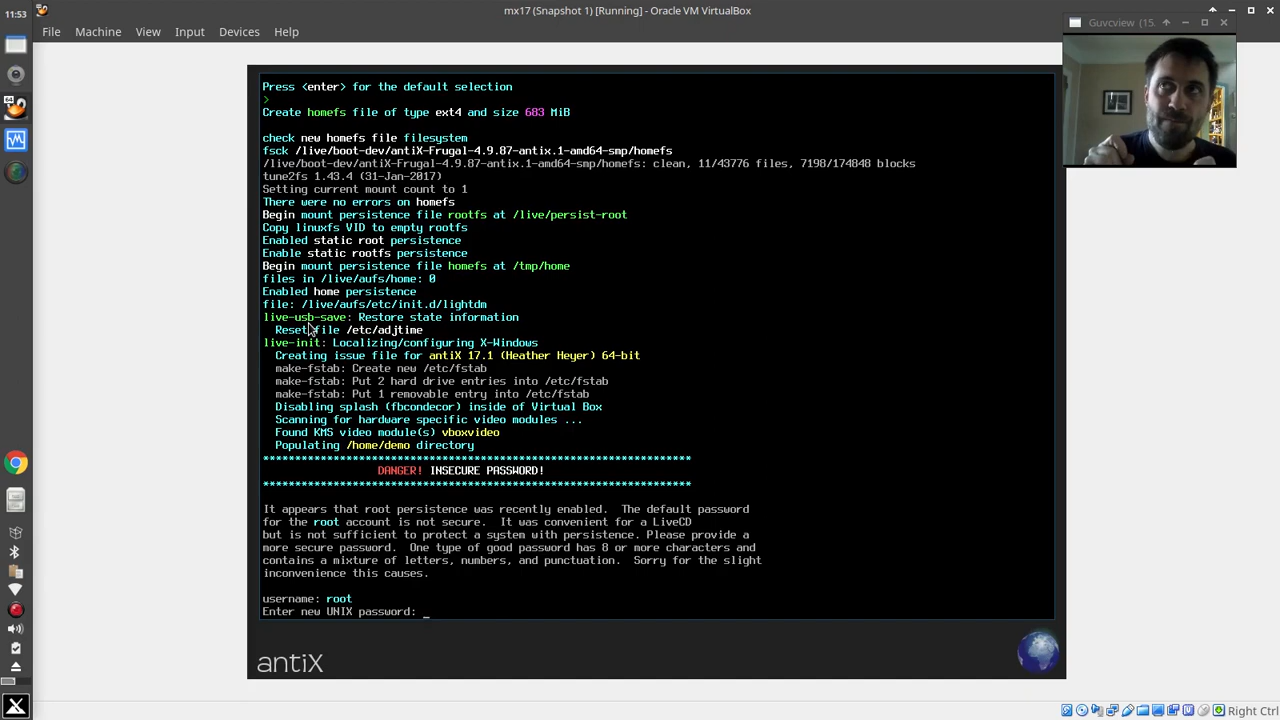 11:53
mx17 (Snapshot 1) [Running] - Oracle VM VirtualBox
Guvcview (15.
File Machine View Input Devices Help
Press <enter> for the default selection
>
Create homefs file of type ext4 and size 683 MiB
check new homefs file filesystem
fsck /live/boot-dev/antiX-Frugal-4.9.87-antix.1-amd64-smp/homefs
/live/boot-dev/antiX-Frugal-4.9.87-antix.1-amd64-smp/homefs: clean, 11/43776 files, 7198/174848 blocks
tune2fs 1.43.4 (31-Jan-2017)
Setting current mount count to 1
There were no errors on homefs
Begin mount persistence file rootfs at /live/persist-root
Copy linuxfs VID to empty rootfs
Enabled static root persistence
Enable static rootfs persistence
Begin mount persistence file homefs at /tmp/home
files in /live/aufs/home: 0
Enabled home persistence
file: /live/aufs/etc/init.d/lightdm
live-usb-save: Restore state information
Reset file /etc/adjtime
live-init: Localizing/configuring X-Windows
Creating issue file for antiX 17.1 (Heather Heyer) 64-bit
make-fstab: Create new /etc/fstab
make-fstab: Put 2 hard drive entries into /etc/fstab
make-fstab: Put 1 removable entry into /etc/fstab
Disabling splash (fbcondecor) inside of Virtual Box
Scanning for hardware specific video modules ...
Found KMS video module(s) vboxvideo
Populating /home/demo directory
*******************************************************************
DANGER! INSECURE PASSWORD!
*******************************************************************
It appears that root persistence was recently enabled. The default password
for the root account is not secure. It was convenient for a LiveCD
but is not sufficient to protect a system with persistence. Please provide a
more secure password. One type of good password has 8 or more characters and
contains a mixture of letters, numbers, and punctuation. Sorry for the slight
inconvenience this causes.
username: root
Enter new UNIX password: _
antiX
Right Ctrl